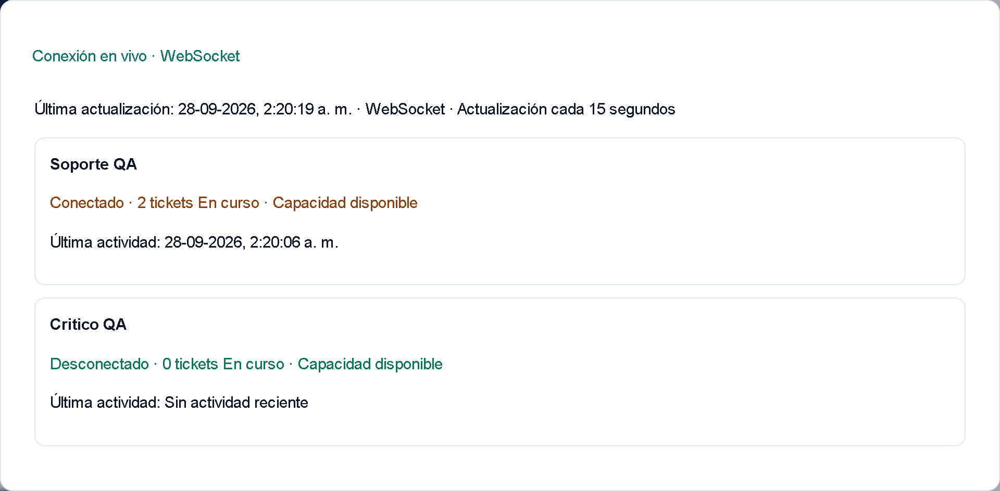 Conexión en vivo · WebSocket
Última actualización: 28-09-2026, 2:20:19 a. m. · WebSocket · Actualización cada 15 segundos
Soporte QA
Conectado · 2 tickets En curso · Capacidad disponible
Última actividad: 28-09-2026, 2:20:06 a. m.
Critico QA
Desconectado · 0 tickets En curso · Capacidad disponible
Última actividad: Sin actividad reciente